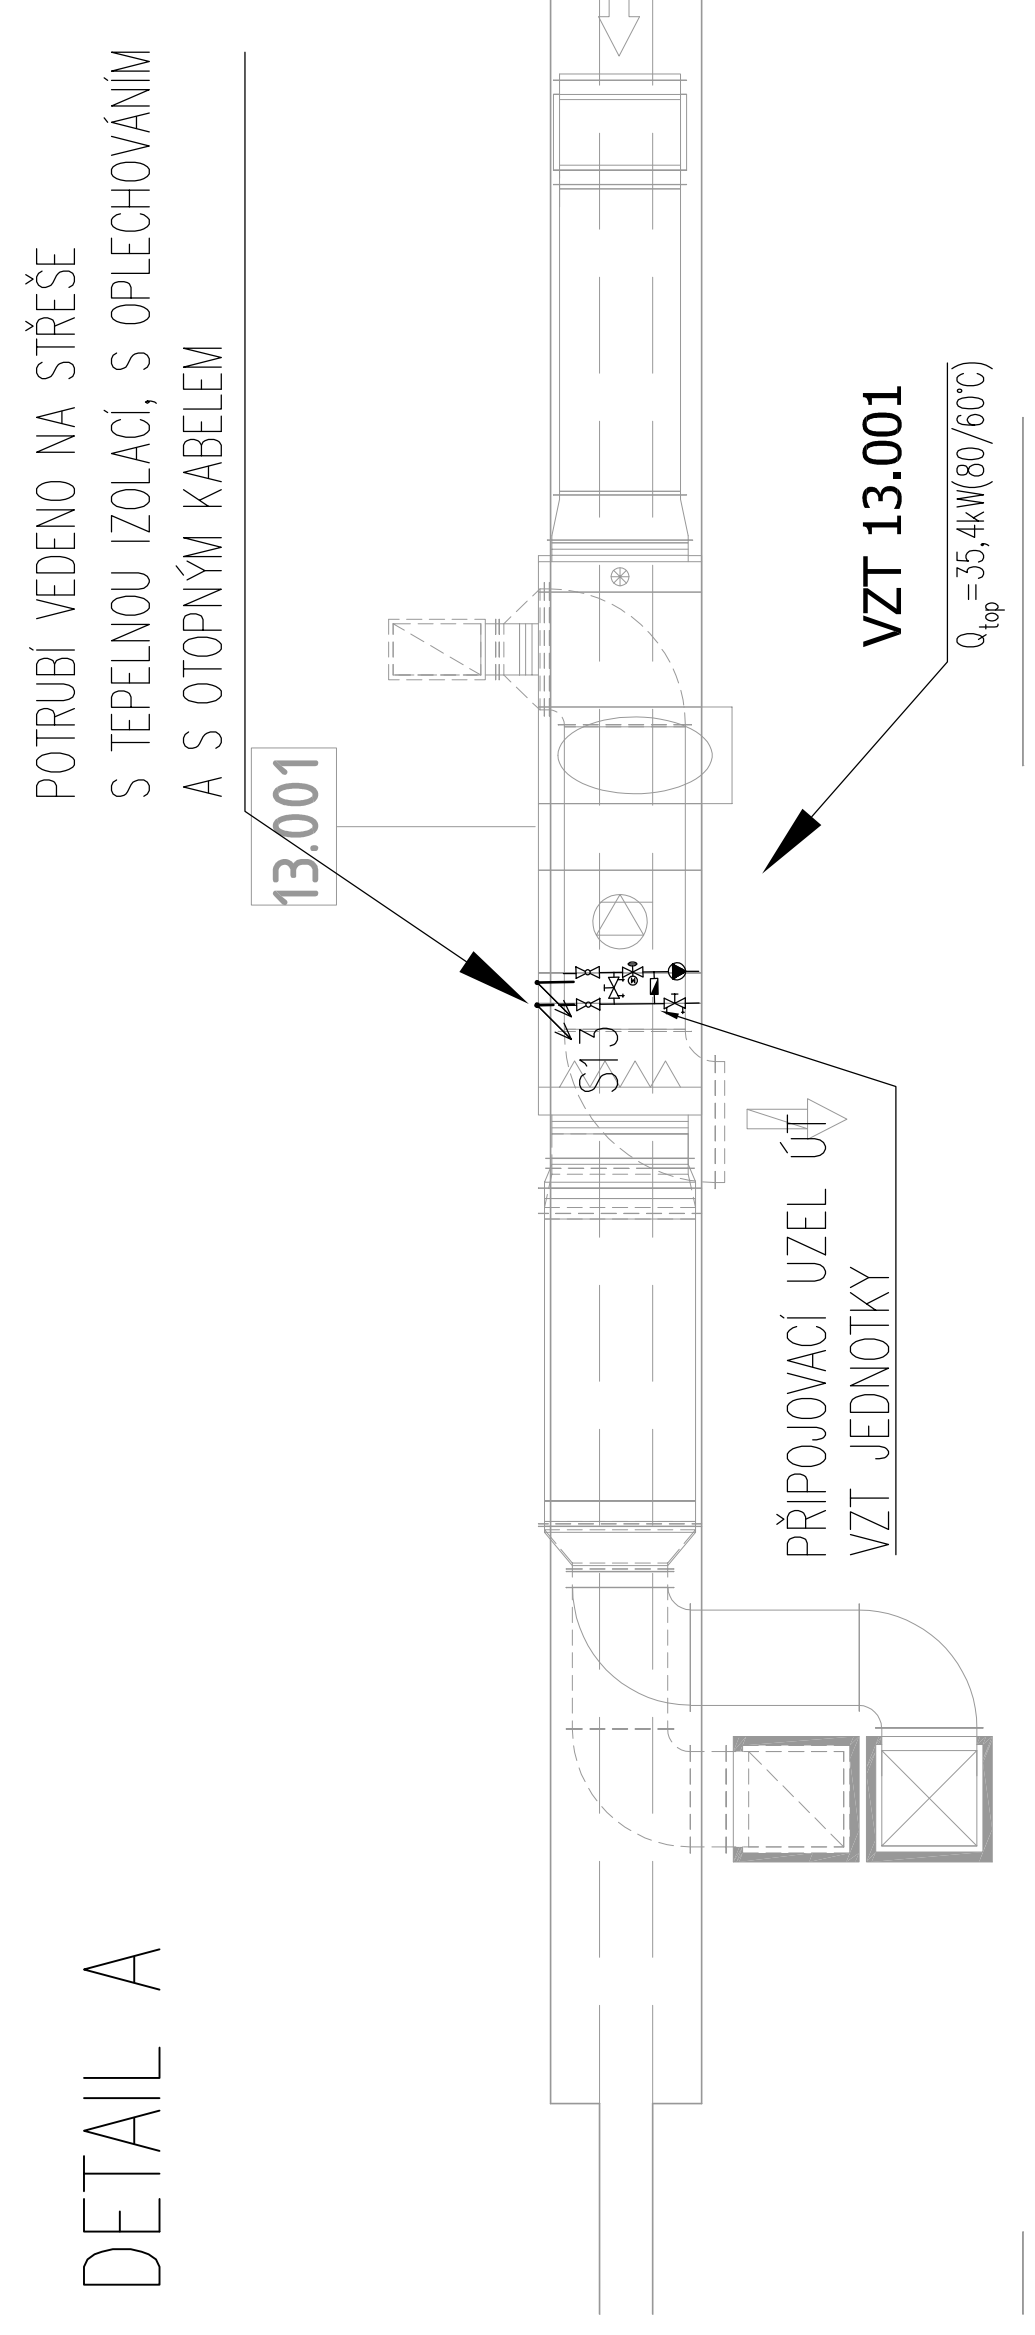 DETAIL A
POTRUBÍ VEDENO NA STŘEŠE
S TEPELNOU IZOLACÍ, S OPLECHOVÁNÍM
A S OTOPNÝM KABELEM
13.001
S13
PŘIPOJOVACÍ UZEL ÚT
VZT JEDNOTKY
VZT 13.001
Qtop=35,4kW(80/60°C)